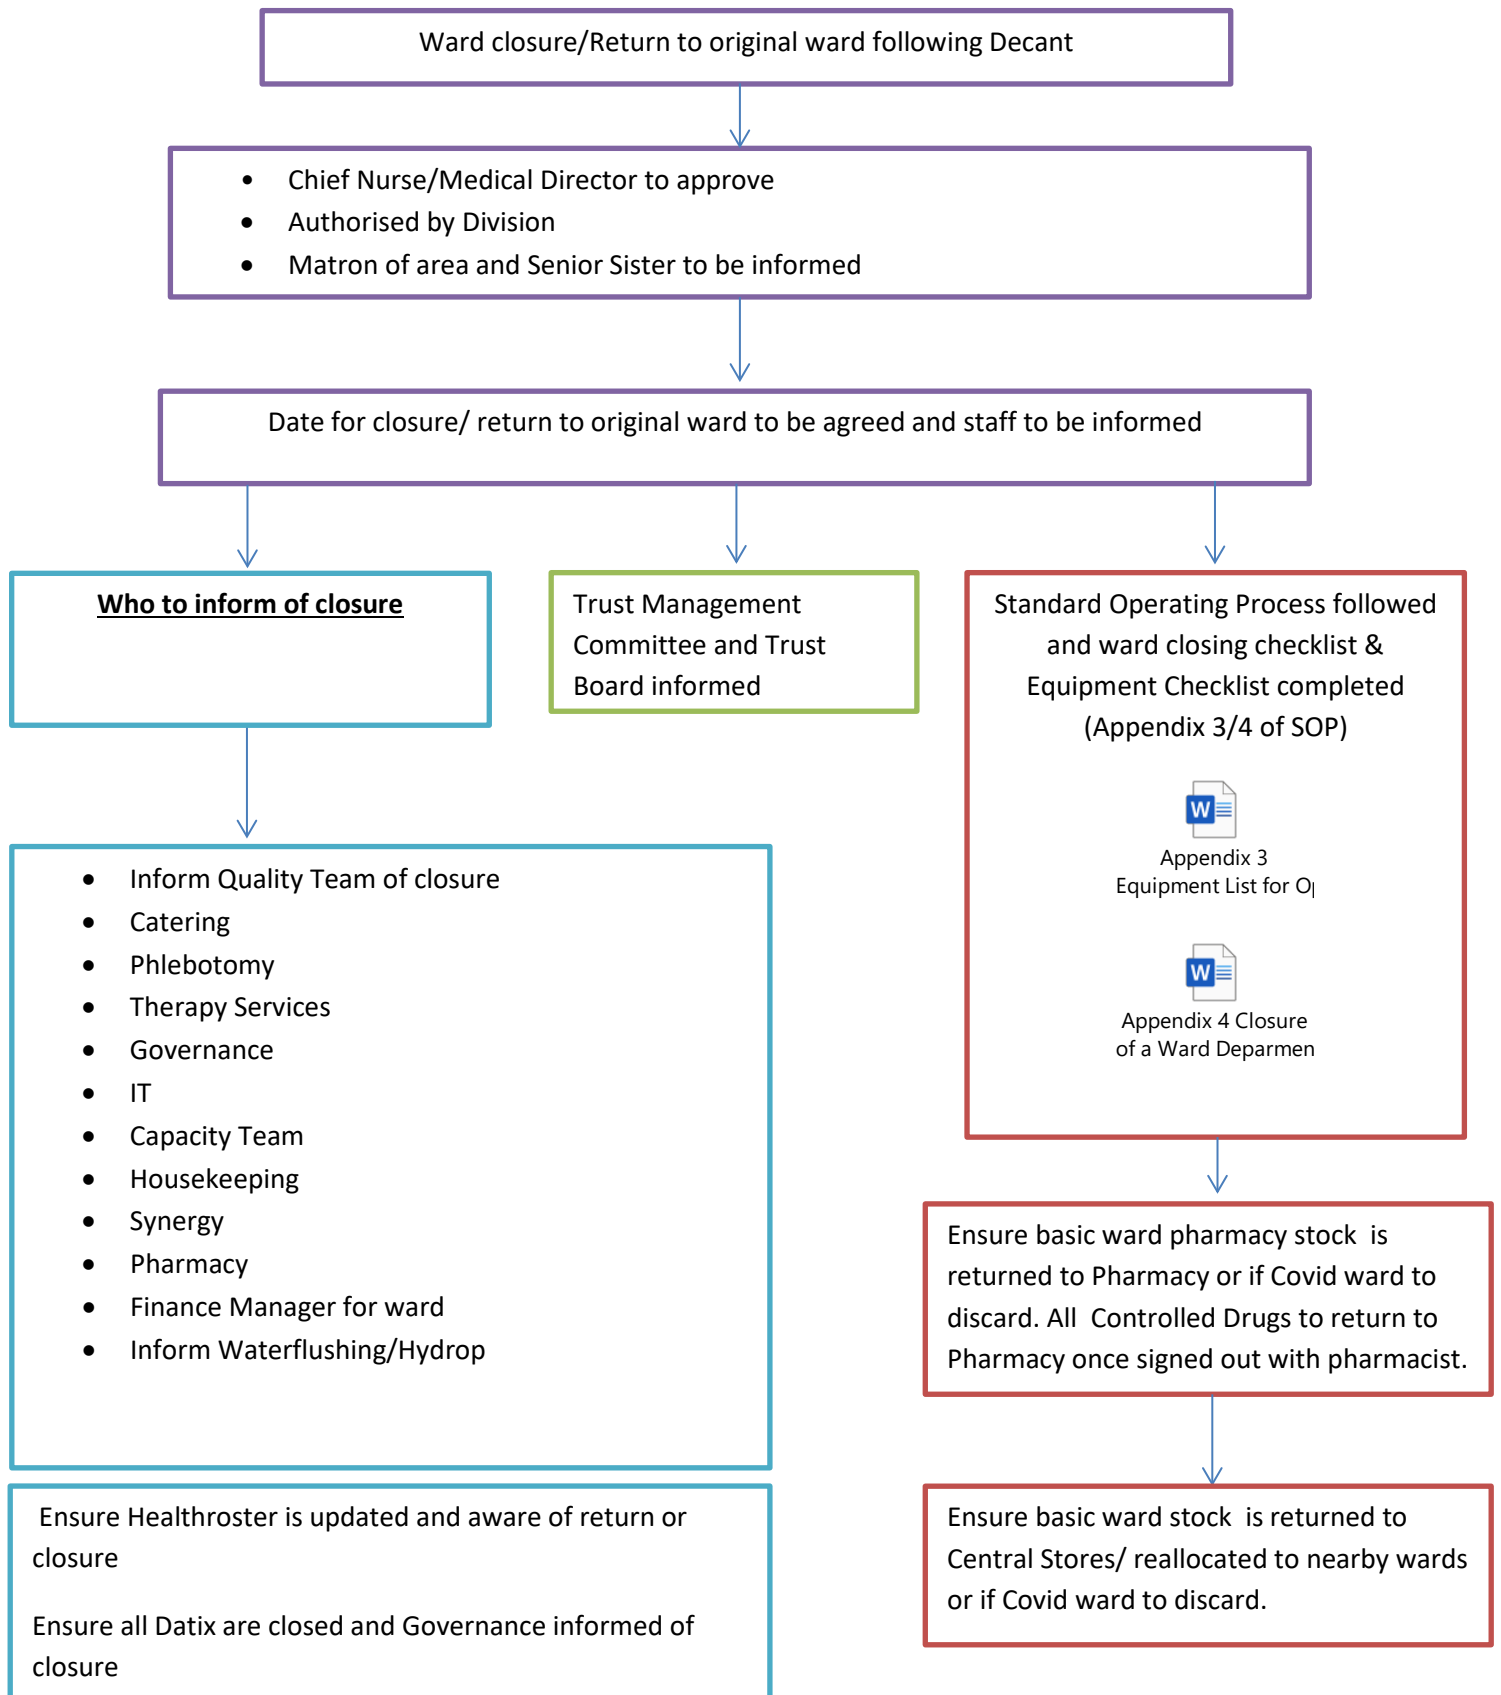 Ward closure/Return to original ward following Decant
• Chief Nurse/Medical Director to approve
• Authorised by Division
• Matron of area and Senior Sister to be informed
Date for closure/ return to original ward to be agreed and staff to be informed
Who to inform of closure
Trust Management
Committee and Trust
Board informed
Standard Operating Process followed
and ward closing checklist &
Equipment Checklist completed
(Appendix 3/4 of SOP)
W
Appendix 3
Equipment List for Op
W
Appendix 4 Closure
of a Ward Deparmen
• Inform Quality Team of closure
• Catering
• Phlebotomy
• Therapy Services
• Governance
• IT
• Capacity Team
• Housekeeping
• Synergy
• Pharmacy
• Finance Manager for ward
• Inform Waterflushing/Hydrop
Ensure basic ward pharmacy stock is
returned to Pharmacy or if Covid ward to
discard. All Controlled Drugs to return to
Pharmacy once signed out with pharmacist.
Ensure Healthroster is updated and aware of return or
closure
Ensure all Datix are closed and Governance informed of
closure
Ensure basic ward stock is returned to
Central Stores/ reallocated to nearby wards
or if Covid ward to discard.